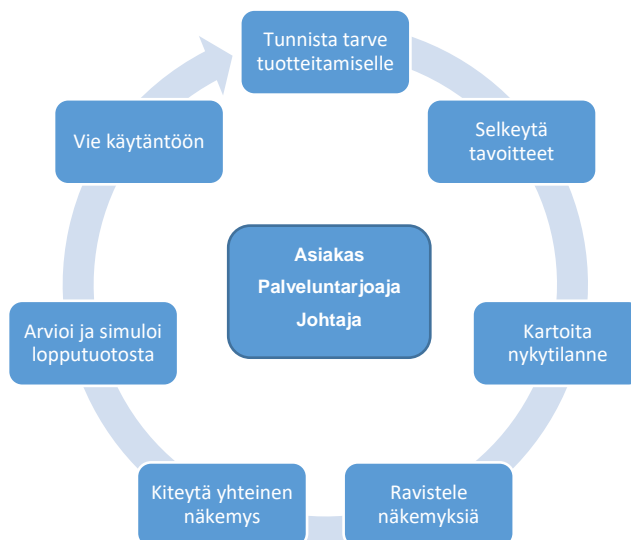 Tunnista tarve
tuotteitamiselle
Selkeytä
tavoitteet
Kartoita
nykytilanne
Ravistele
näkemyksiä
Kiteytä yhteinen
näkemys
Arvioi ja simuloi
lopputuotosta
Vie käytäntöön
Asiakas
Palveluntarjoaja
Johtaja